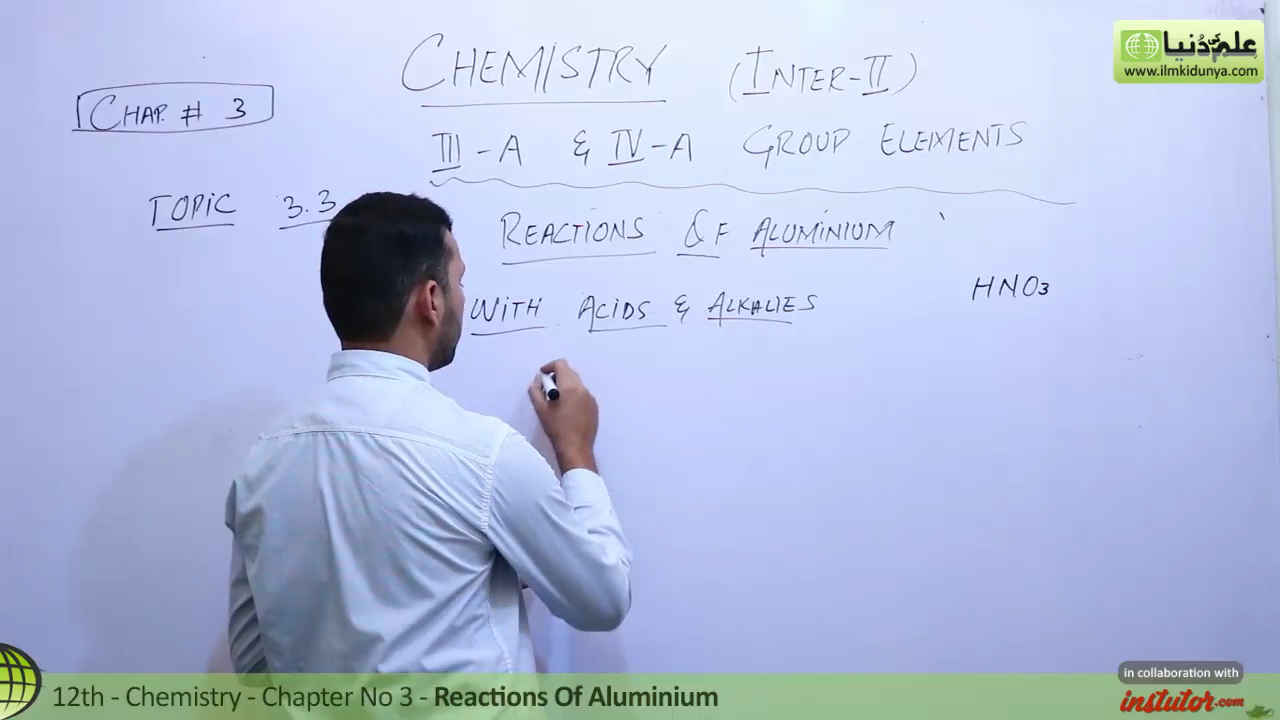 علم کی دنیا
www.ilmkidunya.com
CHEMISTRY (INTER-II)
CHAP. # 3
III-A & IV-A GROUP ELEMENTS
TOPIC 3.3
REACTIONS OF ALUMINIUM
WITH ACIDS & ALKALIES
HNO3
in collaboration with
instutor.com
12th - Chemistry - Chapter No 3 - Reactions Of Aluminium